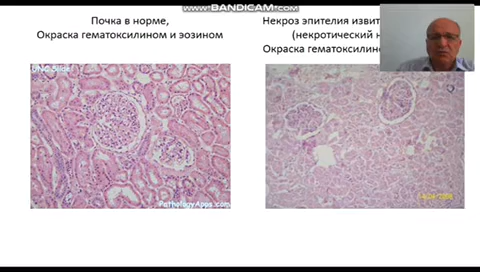 WWW.BANDICAM.COM
Почка в норме,
Окраска гематоксилином и эозином
Некроз эпителия извит
(некротический н
Окраска гематоксилино
PathologyApps.com